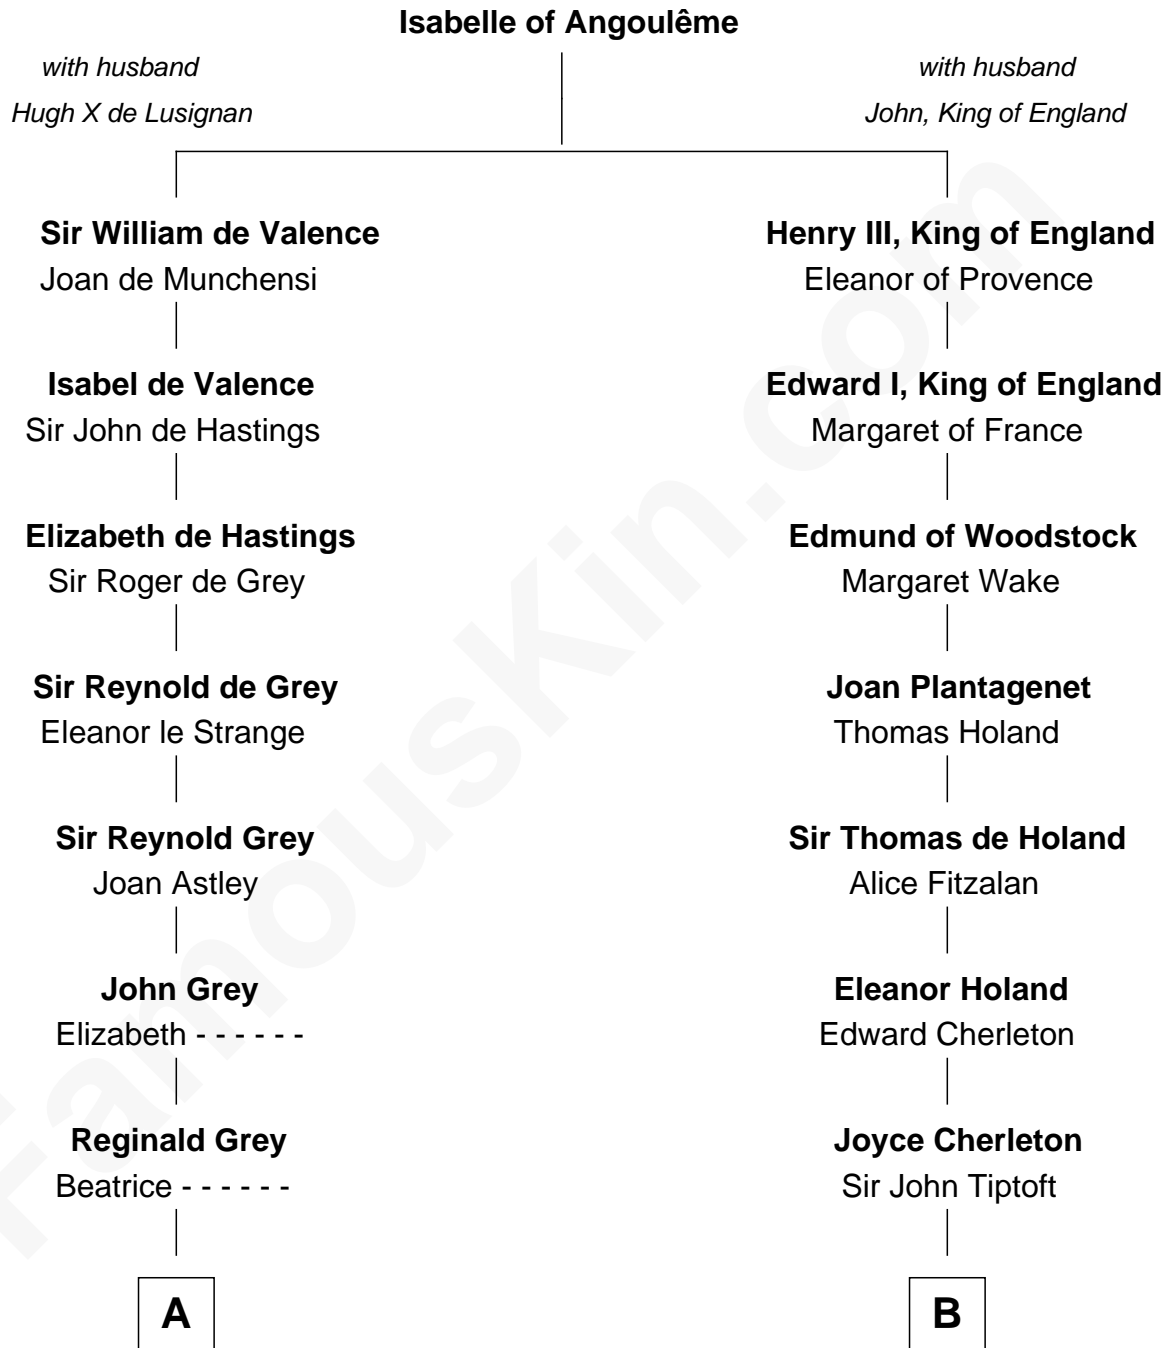 Isabelle of Angoulême
with husband
Hugh X de Lusignan
with husband
John, King of England
Sir William de Valence
Joan de Munchensi
Henry III, King of England
Eleanor of Provence
Isabel de Valence
Sir John de Hastings
Edward I, King of England
Margaret of France
Elizabeth de Hastings
Sir Roger de Grey
Edmund of Woodstock
Margaret Wake
Sir Reynold de Grey
Eleanor le Strange
Joan Plantagenet
Thomas Holand
Sir Reynold Grey
Joan Astley
Sir Thomas de Holand
Alice Fitzalan
John Grey
Elizabeth - - - - - -
Eleanor Holand
Edward Cherleton
Reginald Grey
Beatrice - - - - - -
Joyce Cherleton
Sir John Tiptoft
A
B
FamousKin.com